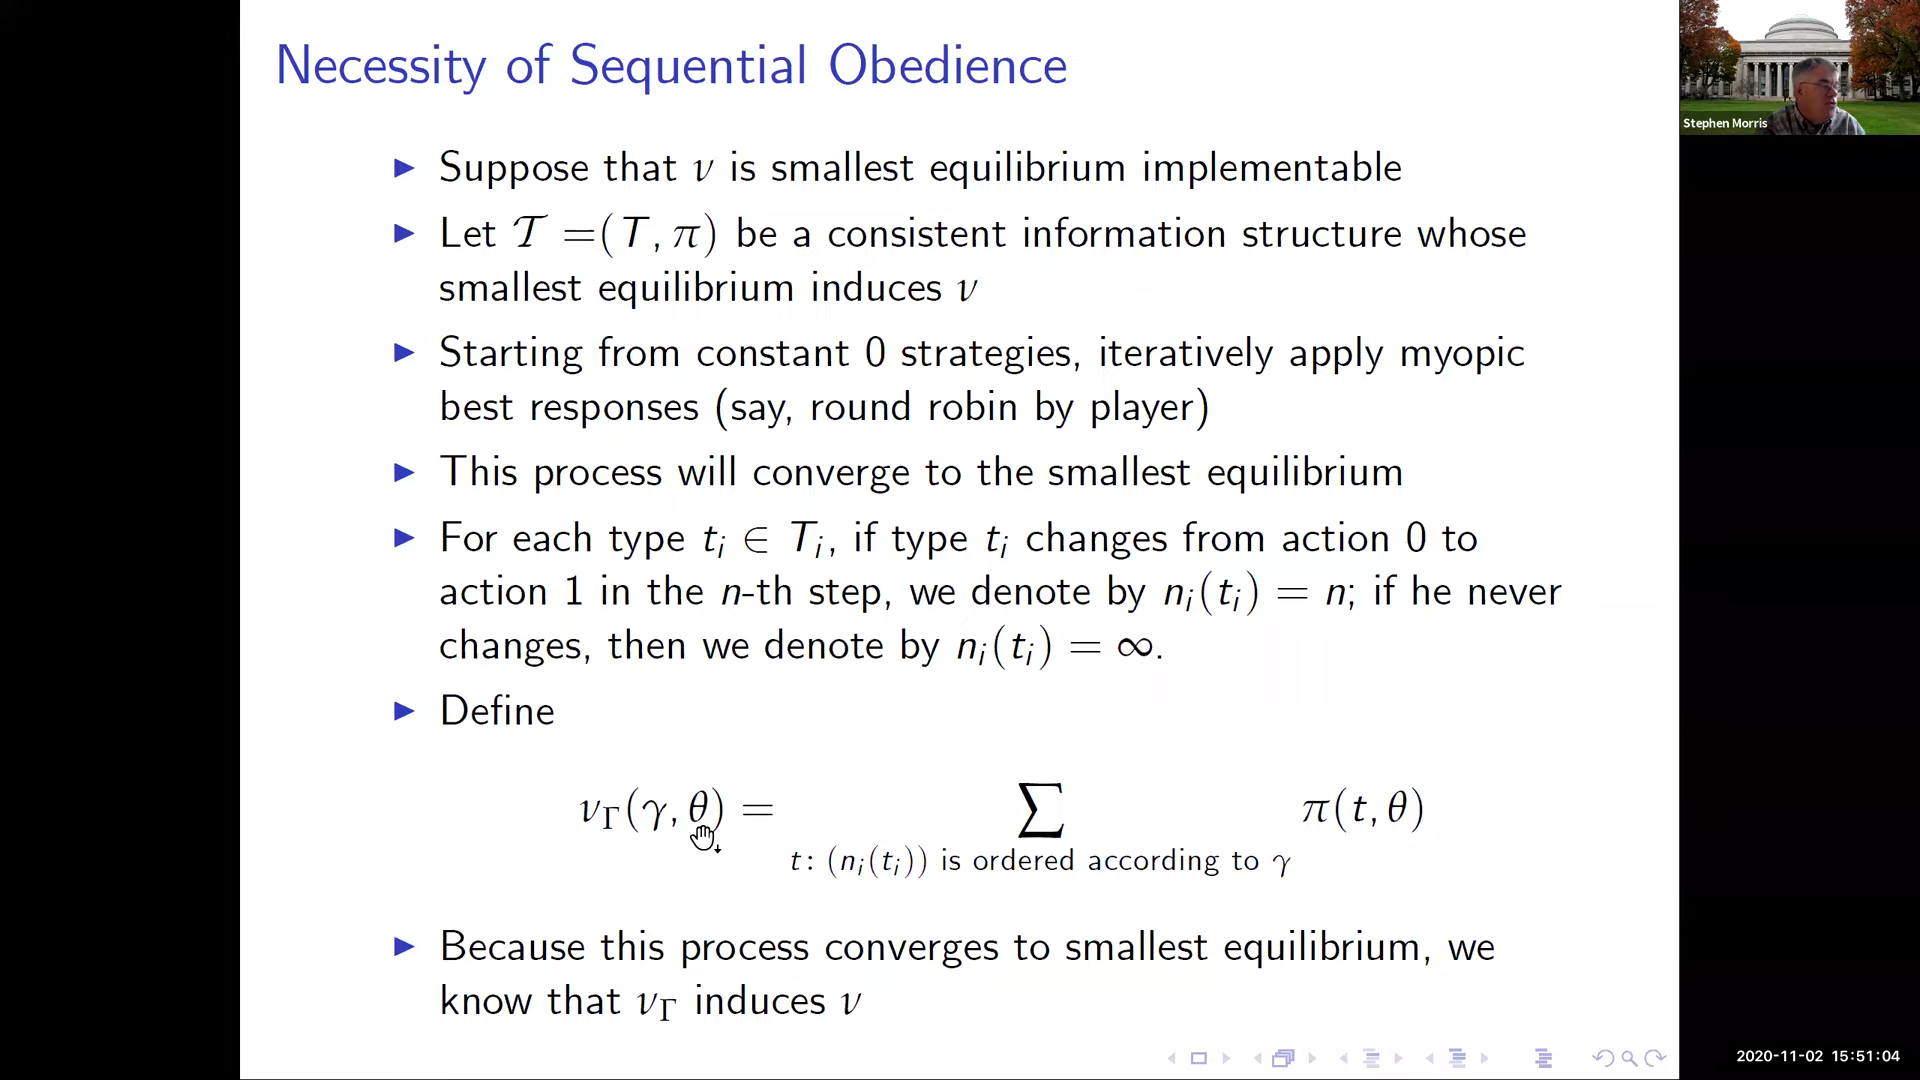 Necessity of Sequential Obedience
▶ Suppose that ν is smallest equilibrium implementable
▶ Let 𝒯 =(T, π) be a consistent information structure whose
smallest equilibrium induces ν
▶ Starting from constant 0 strategies, iteratively apply myopic
best responses (say, round robin by player)
▶ This process will converge to the smallest equilibrium
▶ For each type tᵢ ∈ Tᵢ, if type tᵢ changes from action 0 to
action 1 in the n-th step, we denote by nᵢ(tᵢ) = n; if he never
changes, then we denote by nᵢ(tᵢ) = ∞.
▶ Define
ν_Γ(γ, θ) = ∑ π(t, θ)
t: (nᵢ(tᵢ)) is ordered according to γ
▶ Because this process converges to smallest equilibrium, we
know that ν_Γ induces ν
Stephen Morris
2020-11-02 15:51:04